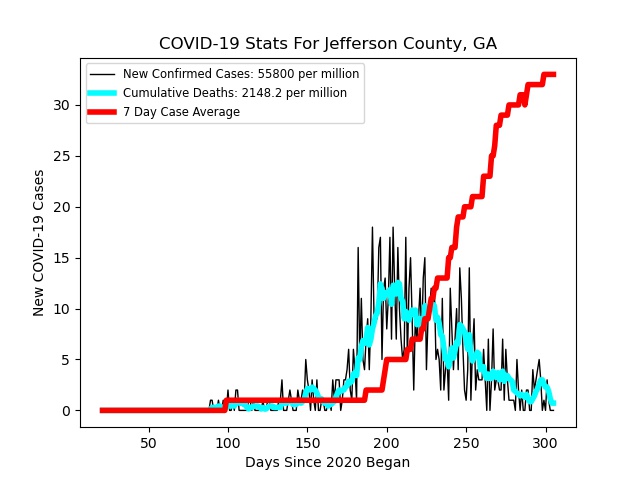 COVID-19 Stats For Jefferson County, GA
New Confirmed Cases: 55800 per million
Cumulative Deaths: 2148.2 per million
7 Day Case Average
New COVID-19 Cases
30
25
20
15
10
5
0
50 100 150 200 250 300
Days Since 2020 Began